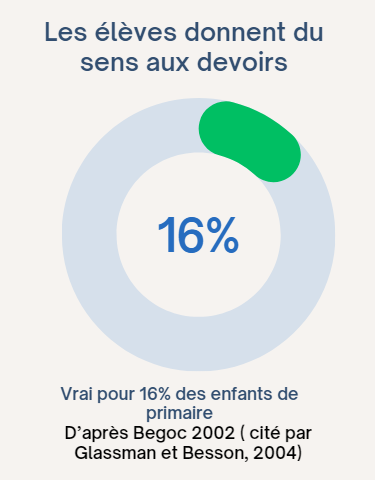 Les élèves donnent du
sens aux devoirs
16%
Vrai pour 16% des enfants de
primaire
D’après Begoc 2002 ( cité par
Glassman et Besson, 2004)